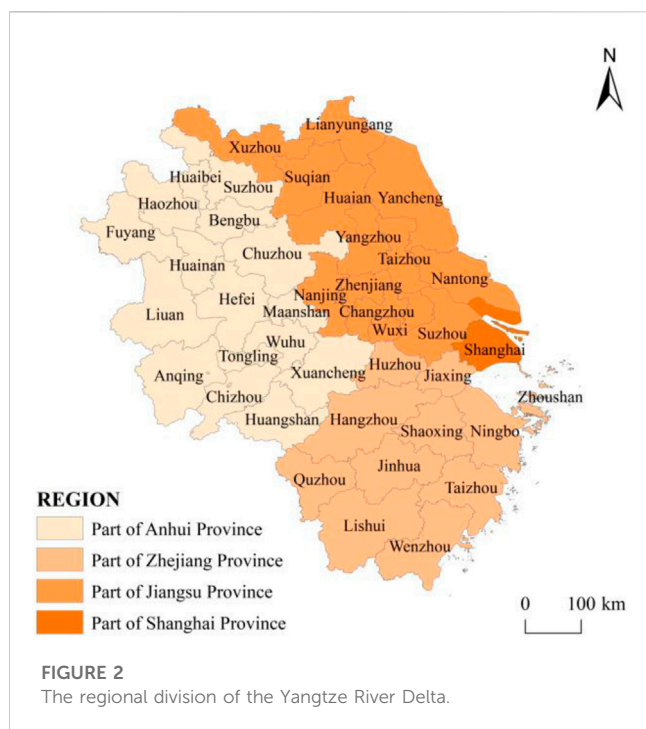 N
Lianyungang
Xuzhou
Huaibei
Suqian
Suzhou
Haozhou
Huaian
Yancheng
Bengbu
Fuyang
Yangzhou
Chuzhou
Taizhou
Huainan
Nantong
Zhenjiang
Nanjing
Hefei
Liuan
Maanshan
Changzhou
Wuxi
Suzhou
Wuhu
Shanghai
Tongling
Huzhou
Anqing
Xuancheng
Jiaxing
Chizhou
Zhoushan
Huangshan
Hangzhou
Shaoxing
Ningbo
Jinhua
Quzhou
Taizhou
Lishui
Wenzhou
REGION
Part of Anhui Province
Part of Zhejiang Province
Part of Jiangsu Province
Part of Shanghai Province
0 100 km
FIGURE 2
The regional division of the Yangtze River Delta.